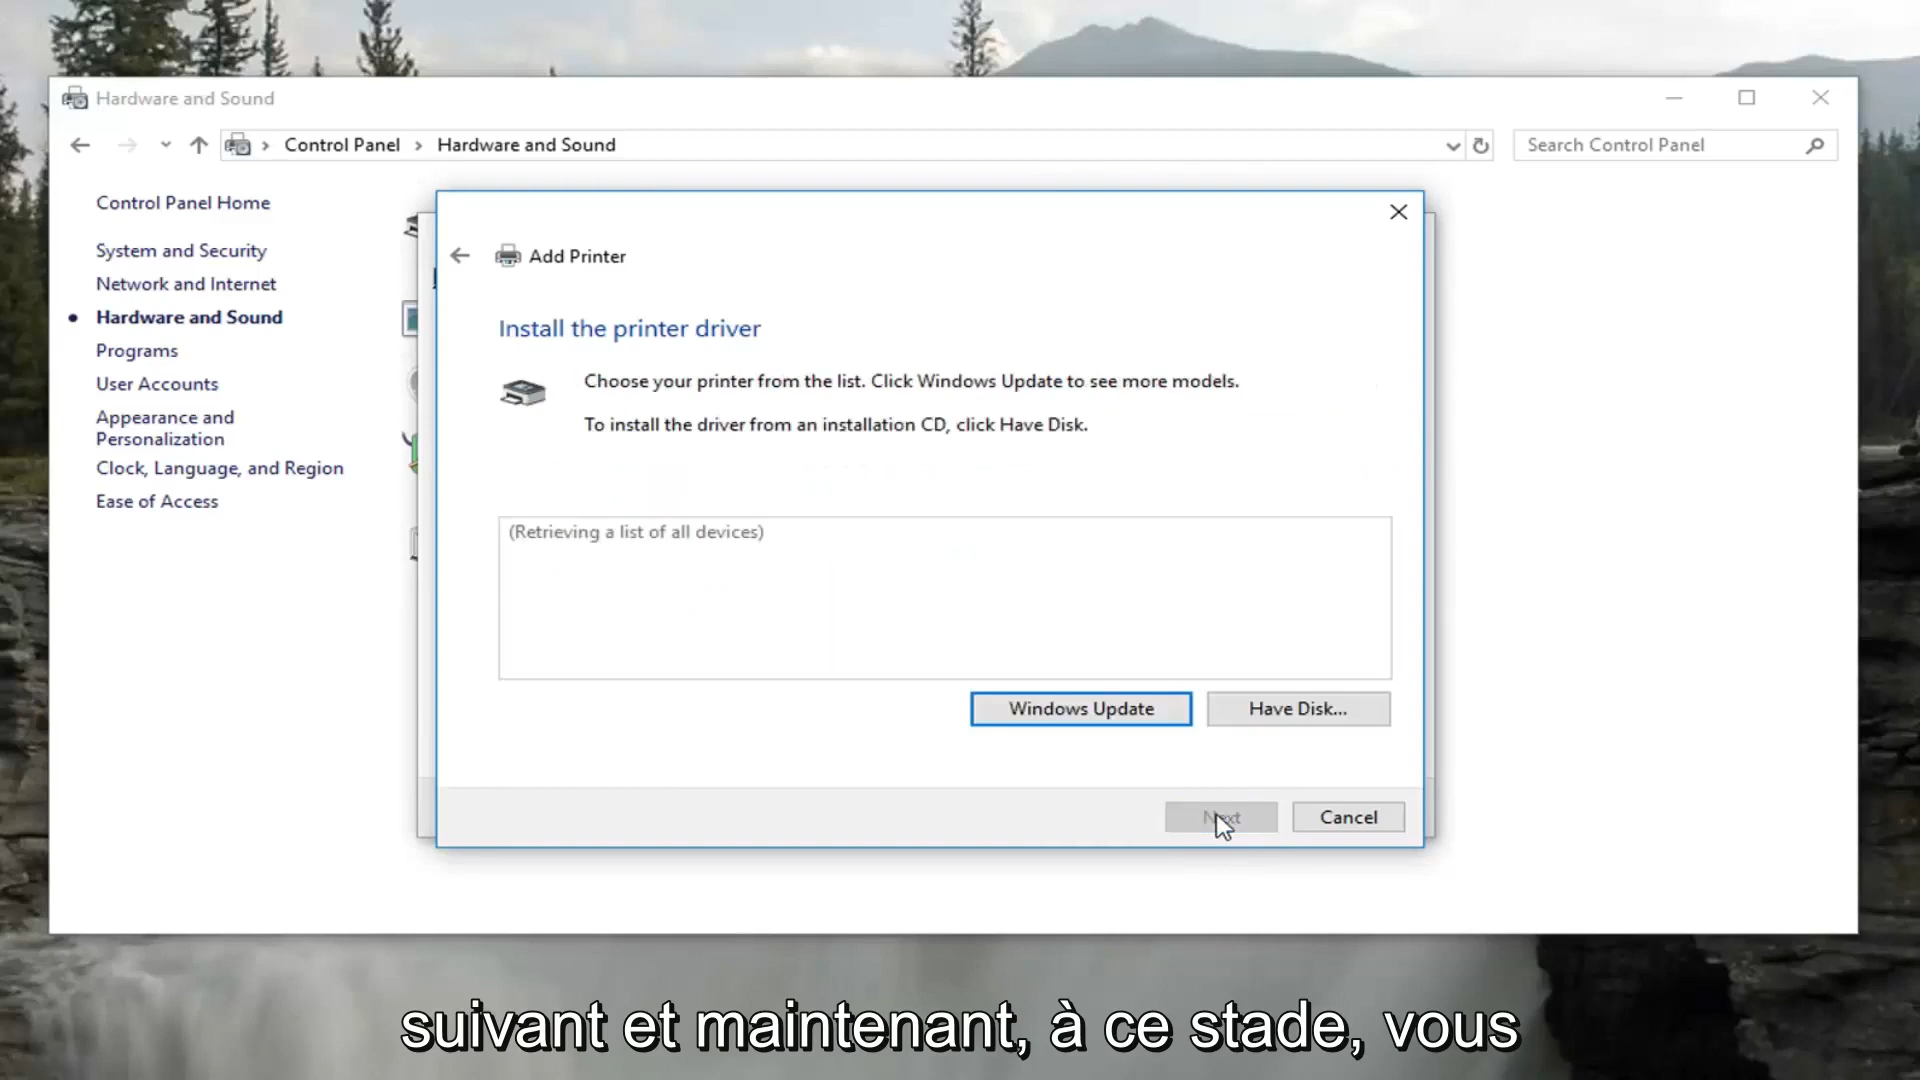 Hardware and Sound
Control Panel
Hardware and Sound
Search Control Panel
Control Panel Home
System and Security
Network and Internet
Hardware and Sound
Programs
User Accounts
Appearance and
Personalization
Clock, Language, and Region
Ease of Access
Add Printer
Install the printer driver
Choose your printer from the list. Click Windows Update to see more models.
To install the driver from an installation CD, click Have Disk.
(Retrieving a list of all devices)
Windows Update
Have Disk...
Next
Cancel
suivant et maintenant, à ce stade, vous